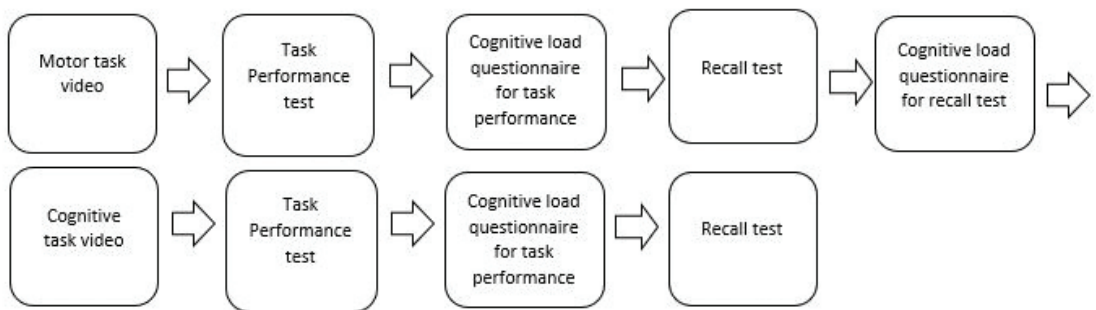 Motor task
video
Task
Performance
test
Cognitive load
questionnaire
for task
performance
Recall test
Cognitive load
questionnaire
for recall test
Cognitive
task video
Task
Performance
test
Cognitive load
questionnaire
for task
performance
Recall test